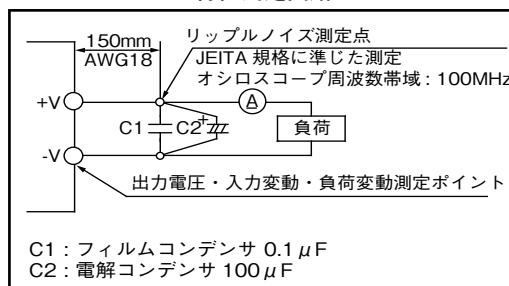 150mm
AWG18
リップルノイズ測定点
JEITA 規格に準じた測定
オシロスコープ周波数帯域 : 100MHz
+V
A
C1
C2
+
負荷
-V
出力電圧・入力変動・負荷変動測定ポイント
C1 : フィルムコンデンサ 0.1μF
C2 : 電解コンデンサ 100μF